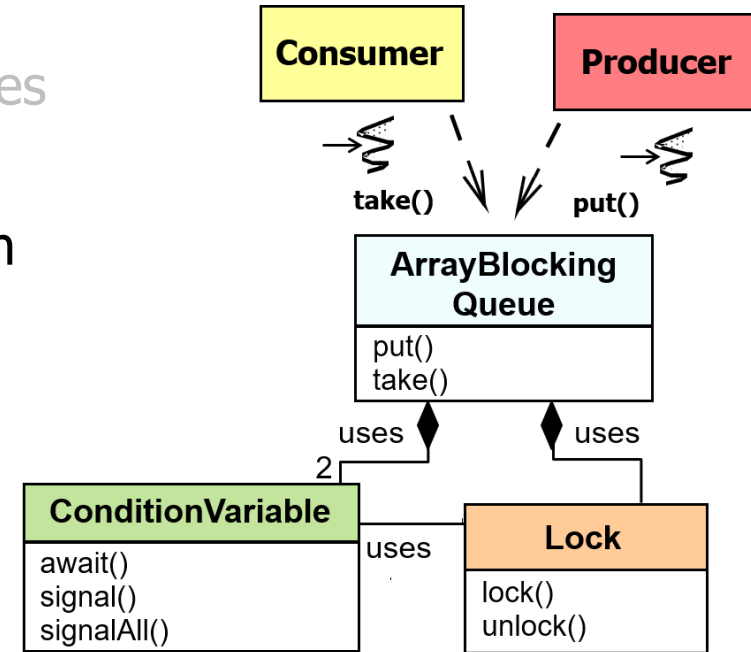 Consumer
Producer
es
take()
put()
n
ArrayBlocking
Queue
put()
take()
uses
uses
2
ConditionVariable
uses
Lock
await()
signal()
signalAll()
lock()
unlock()